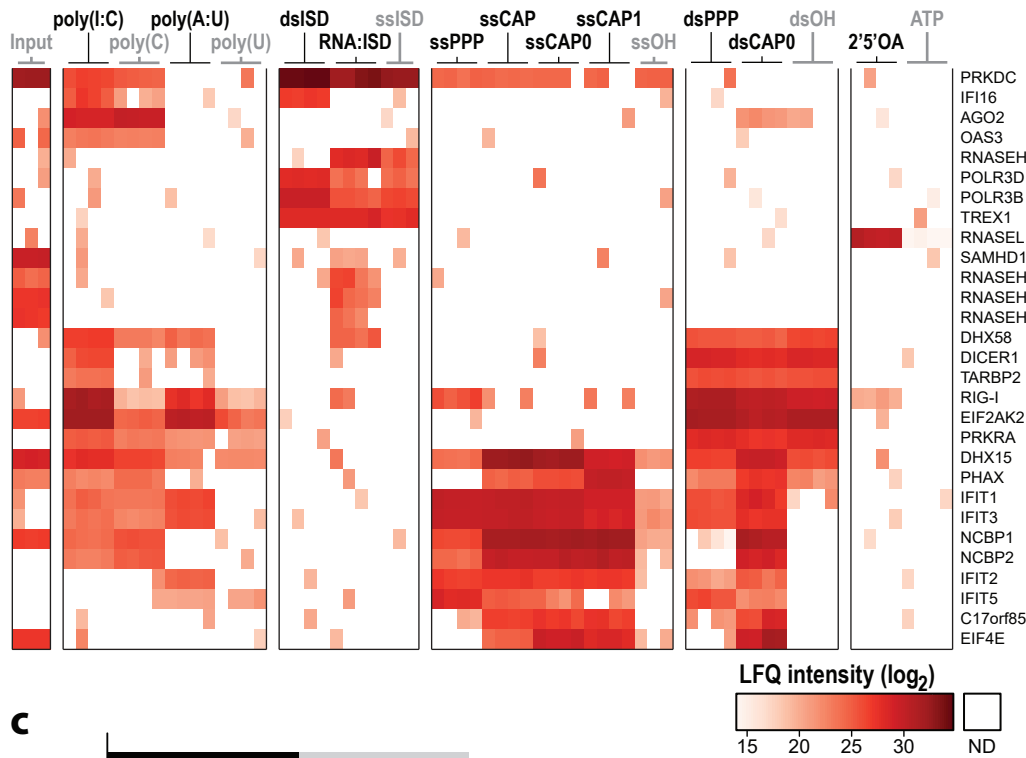 poly(I:C) poly(A:U) dsISD ssCAP ssCAP1 dsPPP dsOH ATP
Input poly(C) poly(U) RNA:ISD ssISD ssPPP ssCAP0 ssOH dsCAP0 2'5'OA
PRKDC
IFI16
AGO2
OAS3
RNASEH
POLR3D
POLR3B
TREX1
RNASEL
SAMHD1
RNASEH
RNASEH
RNASEH
DHX58
DICER1
TARBP2
RIG-I
EIF2AK2
PRKRA
DHX15
PHAX
IFIT1
IFIT3
NCBP1
NCBP2
IFIT2
IFIT5
C17orf85
EIF4E
LFQ intensity (log2)
15 20 25 30 ND
c